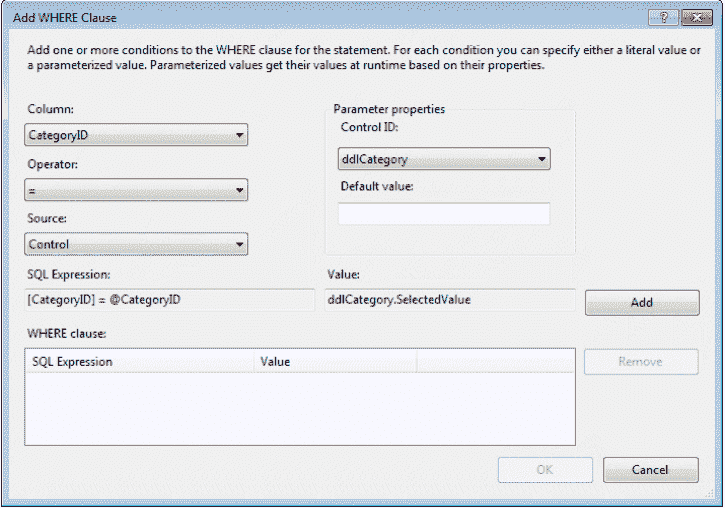 Add WHERE Clause
Add one or more conditions to the WHERE clause for the statement. For each condition you can specify either a literal value or
a parameterized value. Parameterized values get their values at runtime based on their properties.
Column:
CategoryID
Operator:
=
Source:
Control
Parameter properties
Control ID:
ddlCategory
Default value:
SQL Expression:
[CategoryID] = @CategoryID
Value:
ddlCategory.SelectedValue
Add
WHERE clause:
SQL Expression
Value
Remove
OK
Cancel